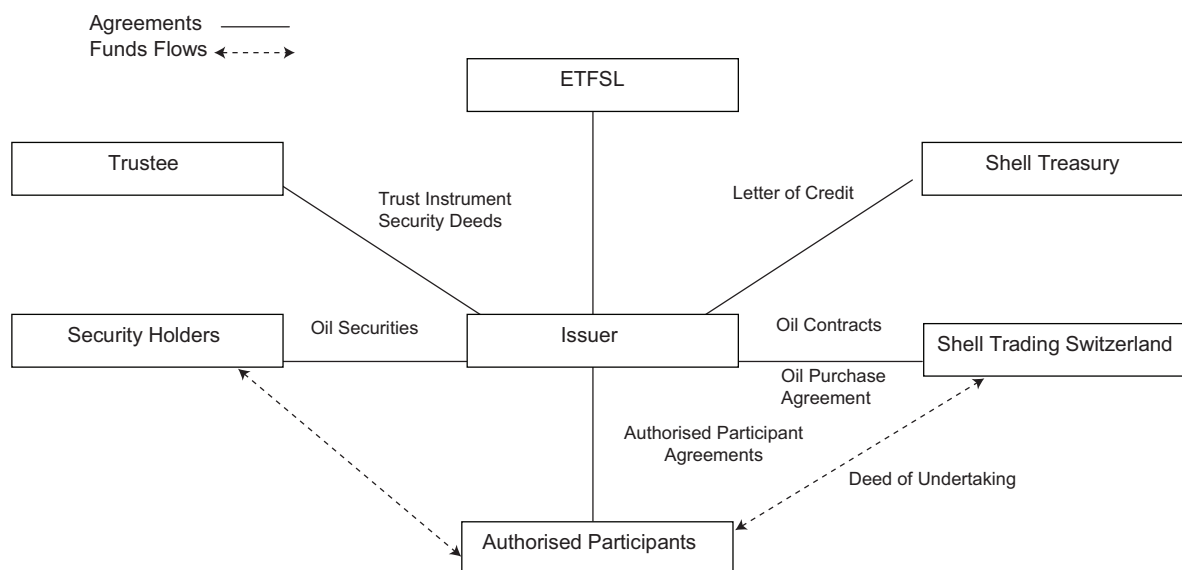 Agreements
Funds Flows
ETFSL
Trustee
Shell Treasury
Trust Instrument
Security Deeds
Letter of Credit
Security Holders
Oil Securities
Issuer
Oil Contracts
Shell Trading Switzerland
Oil Purchase
Agreement
Authorised Participant
Agreements
Deed of Undertaking
Authorised Participants